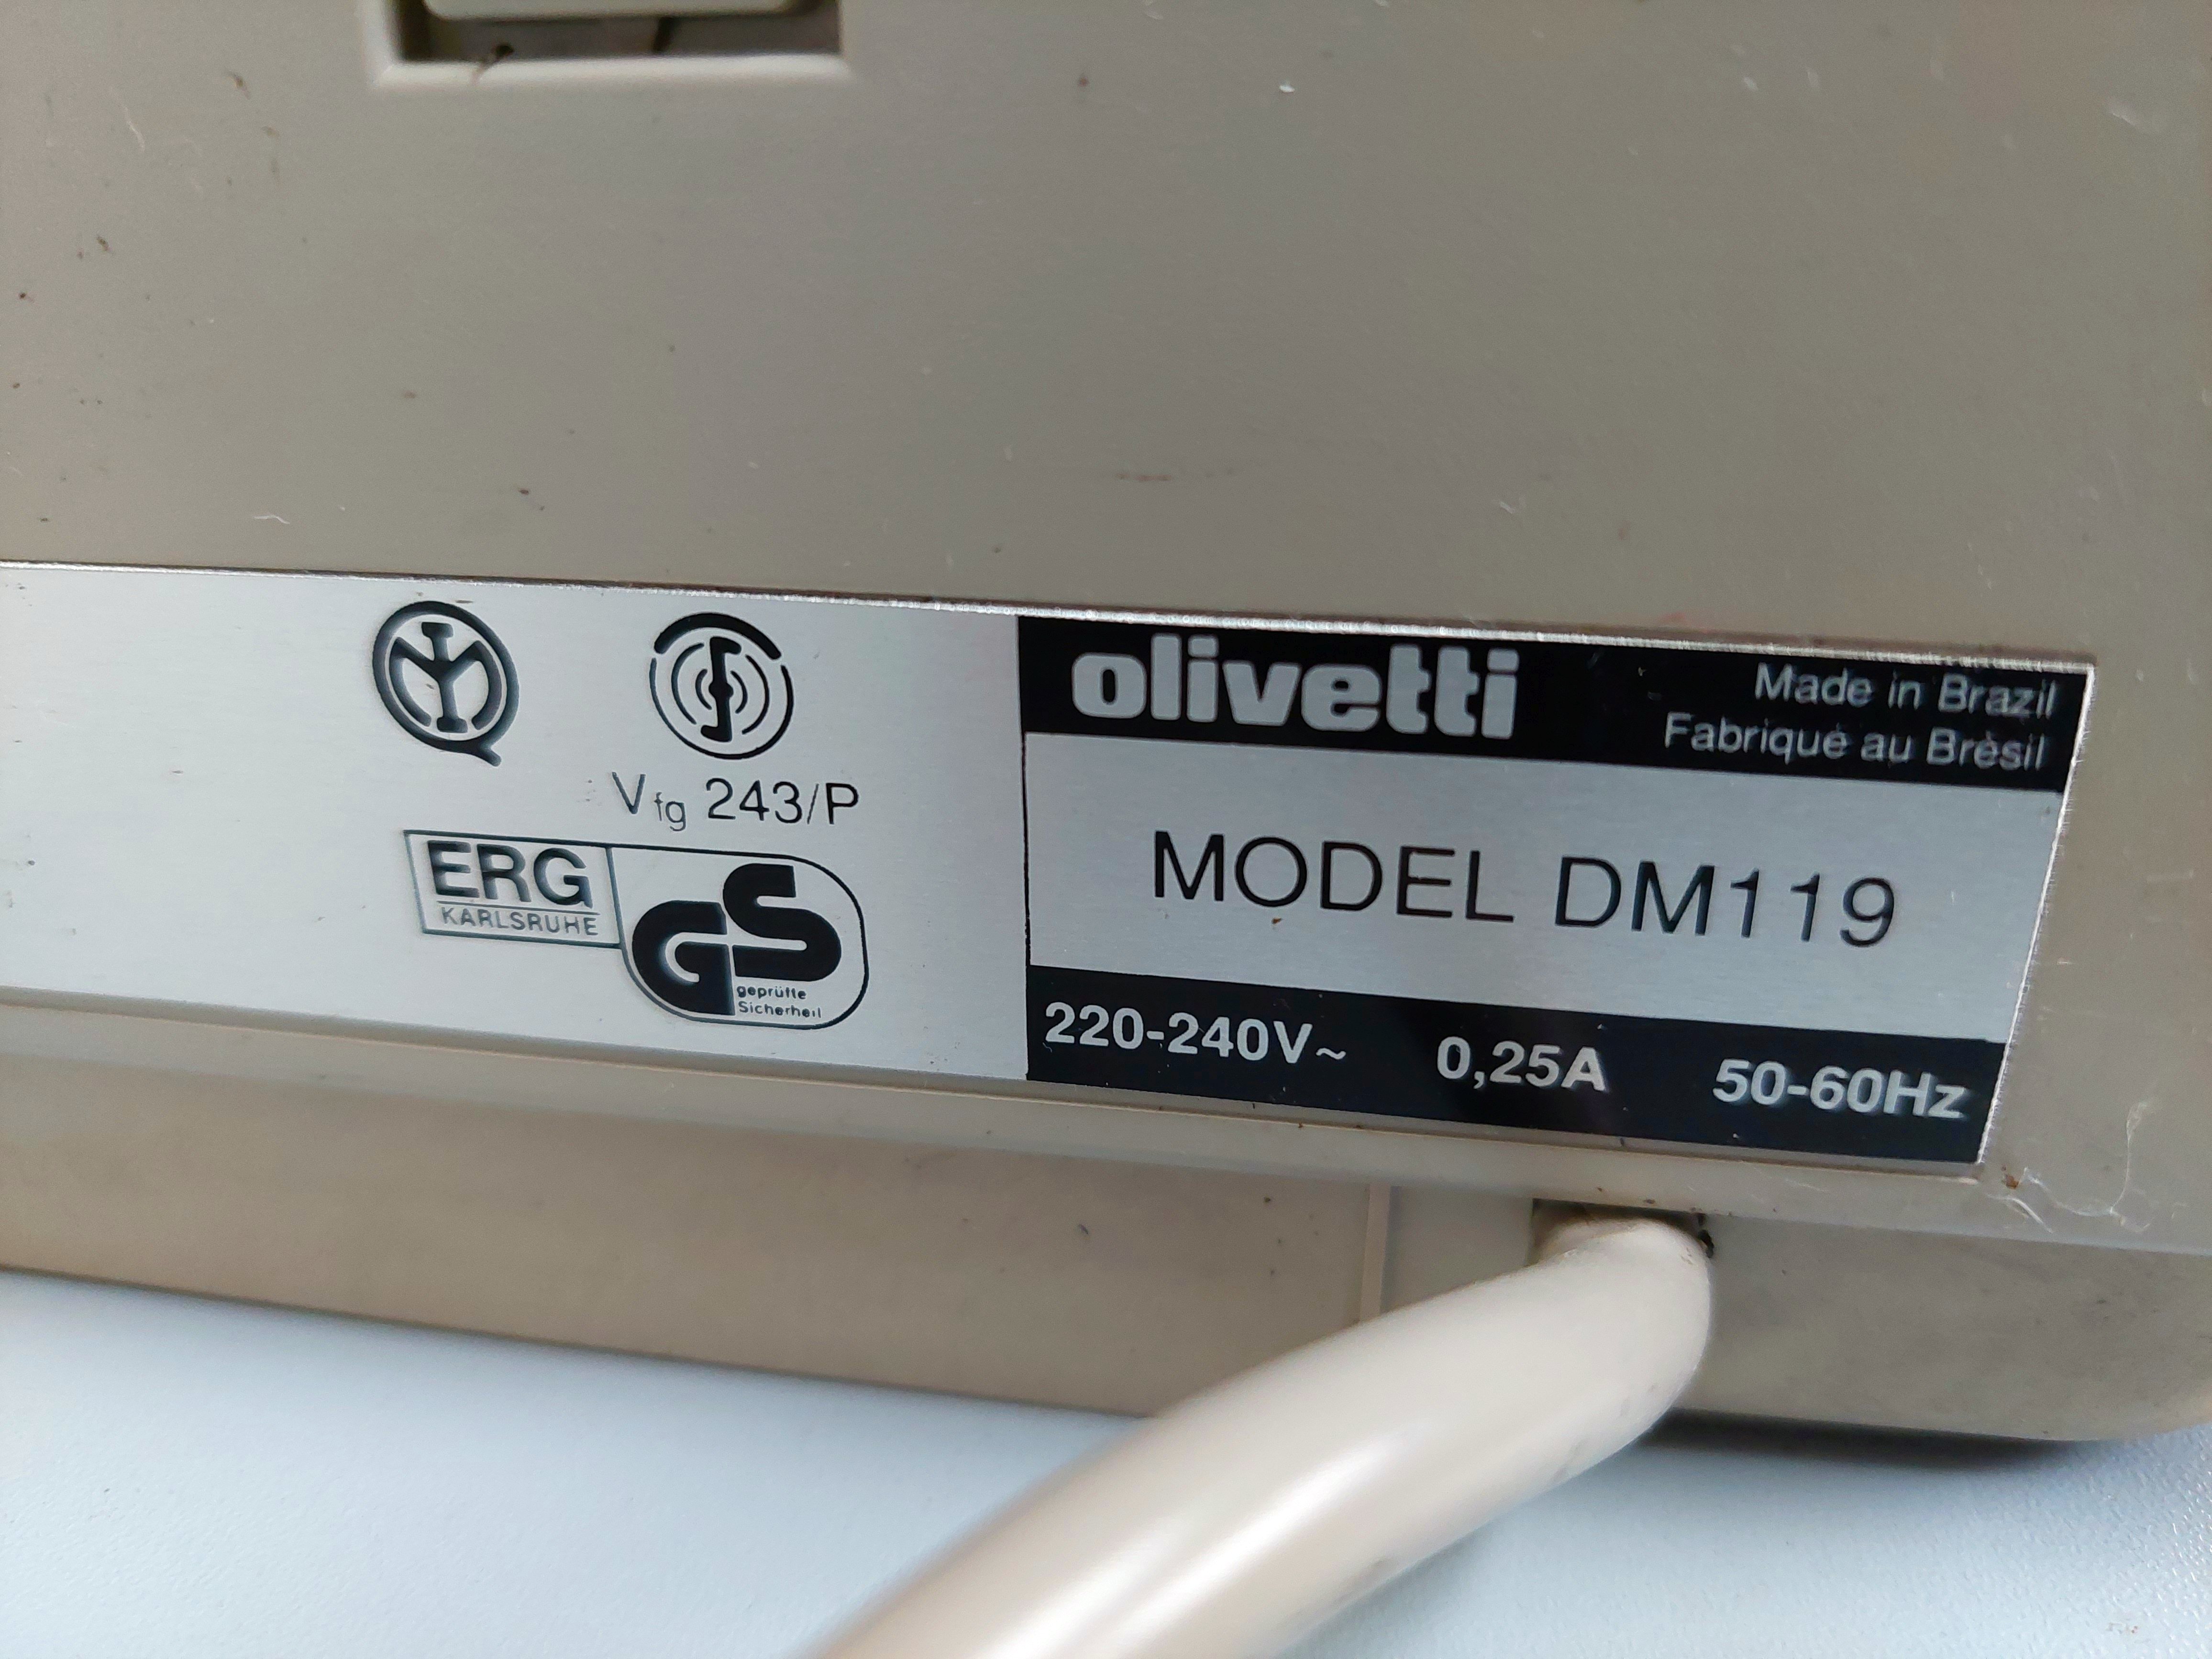 Vfg 243/P
ERG
KARLSRUHE
GS
geprüfte
Sicherheit
olivetti
Made in Brazil
Fabriqué au Brèsil
MODEL DM119
220-240V~ 0,25A 50-60Hz